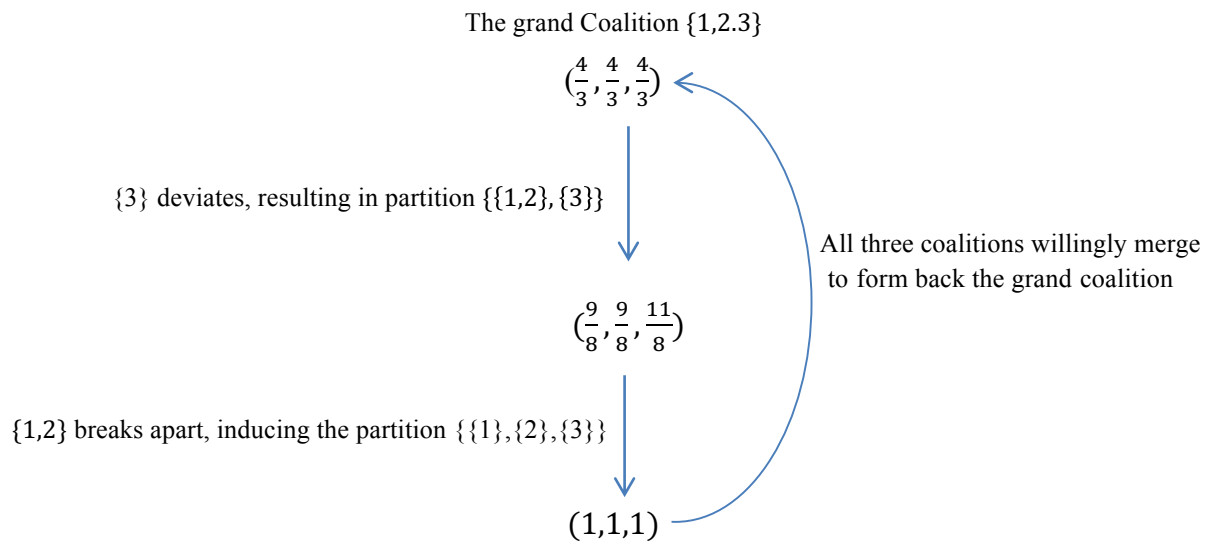 The grand Coalition {1,2.3}
(4/3, 4/3, 4/3)
{3} deviates, resulting in partition {{1,2},{3}}
All three coalitions willingly merge
to form back the grand coalition
(9/8, 9/8, 11/8)
{1,2} breaks apart, inducing the partition {{1},{2},{3}}
(1,1,1)